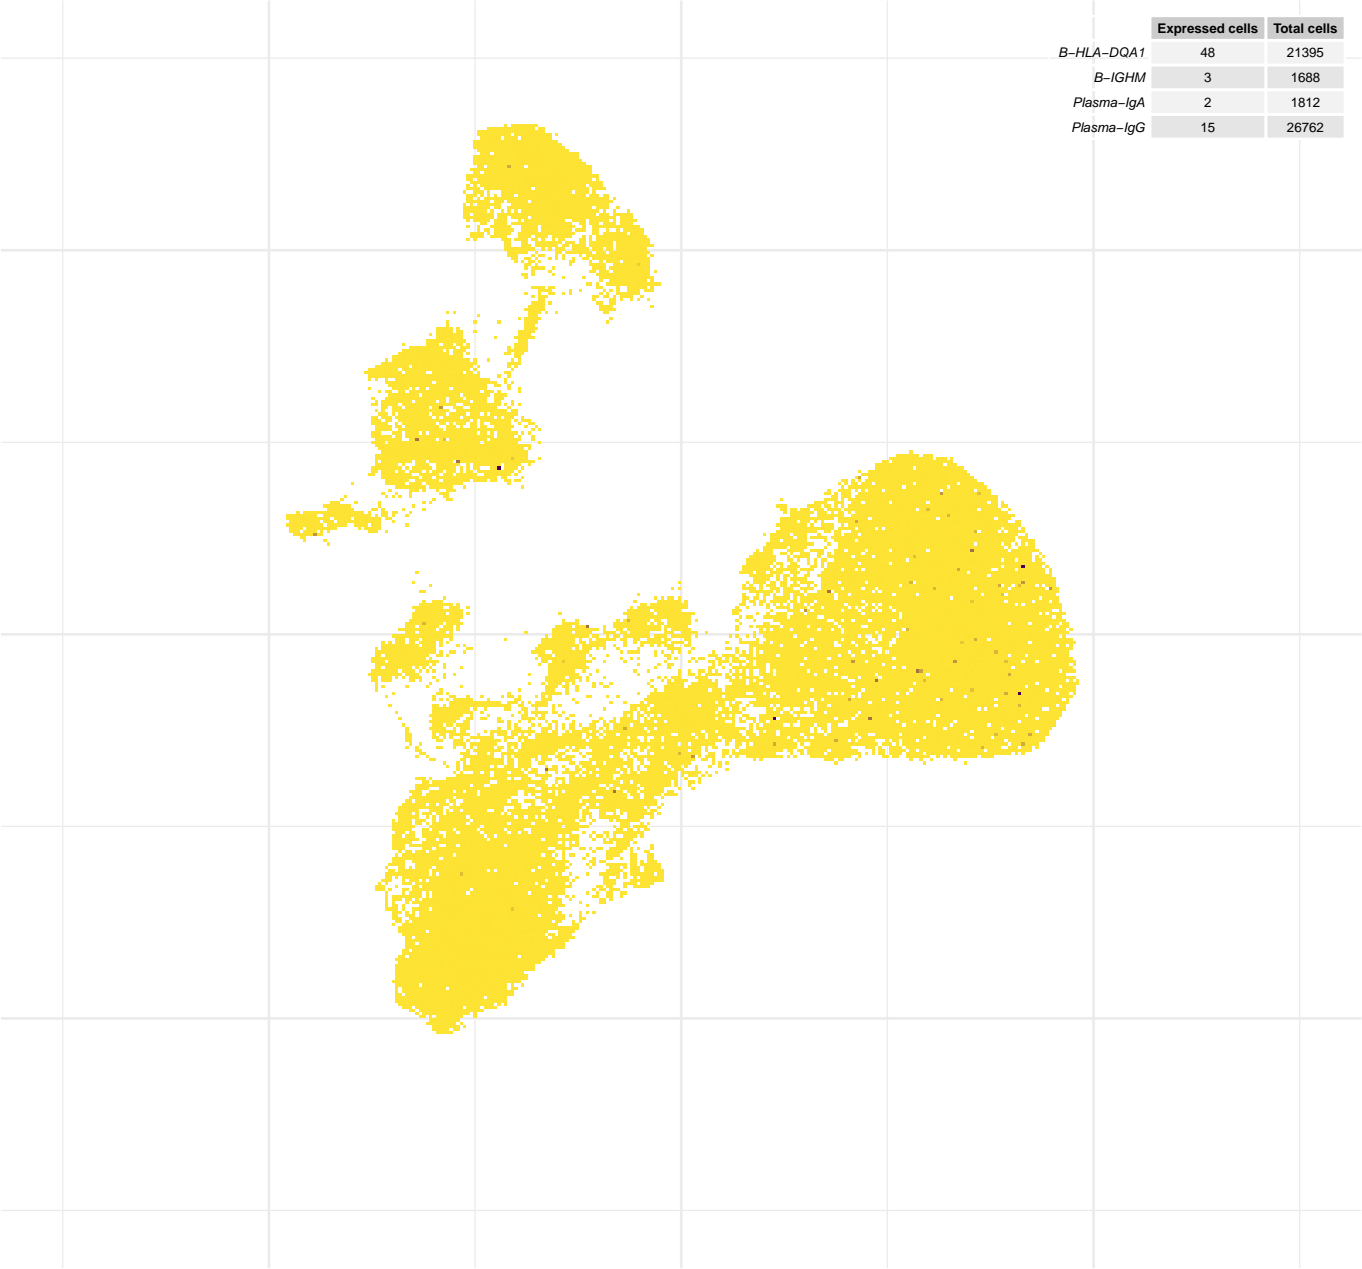 Expressed cells Total cells
B−HLA−DQA1 48 21395
B−IGHM 3 1688
Plasma−IgA 2 1812
Plasma−IgG 15 26762